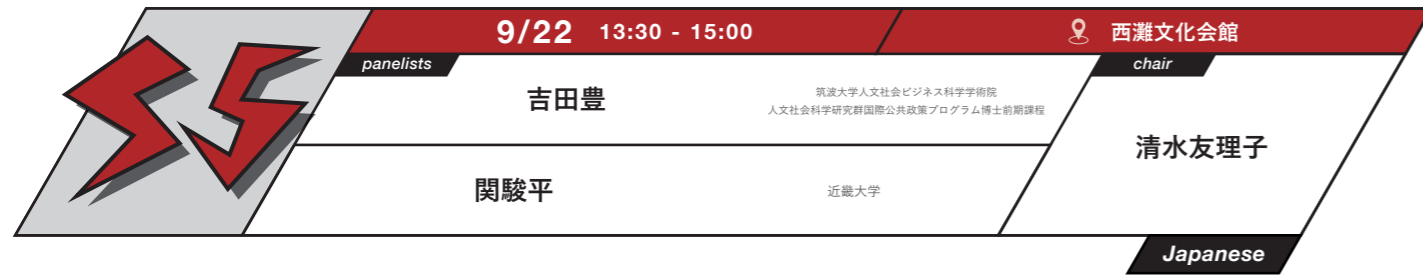 S5
9/22 13:30 - 15:00
西灘文化会館
panelists
吉田豊
筑波大学人文社会ビジネス科学学術院
人文社会科学研究群国際公共政策プログラム博士前期課程
関駿平
近畿大学
chair
清水友理子
Japanese